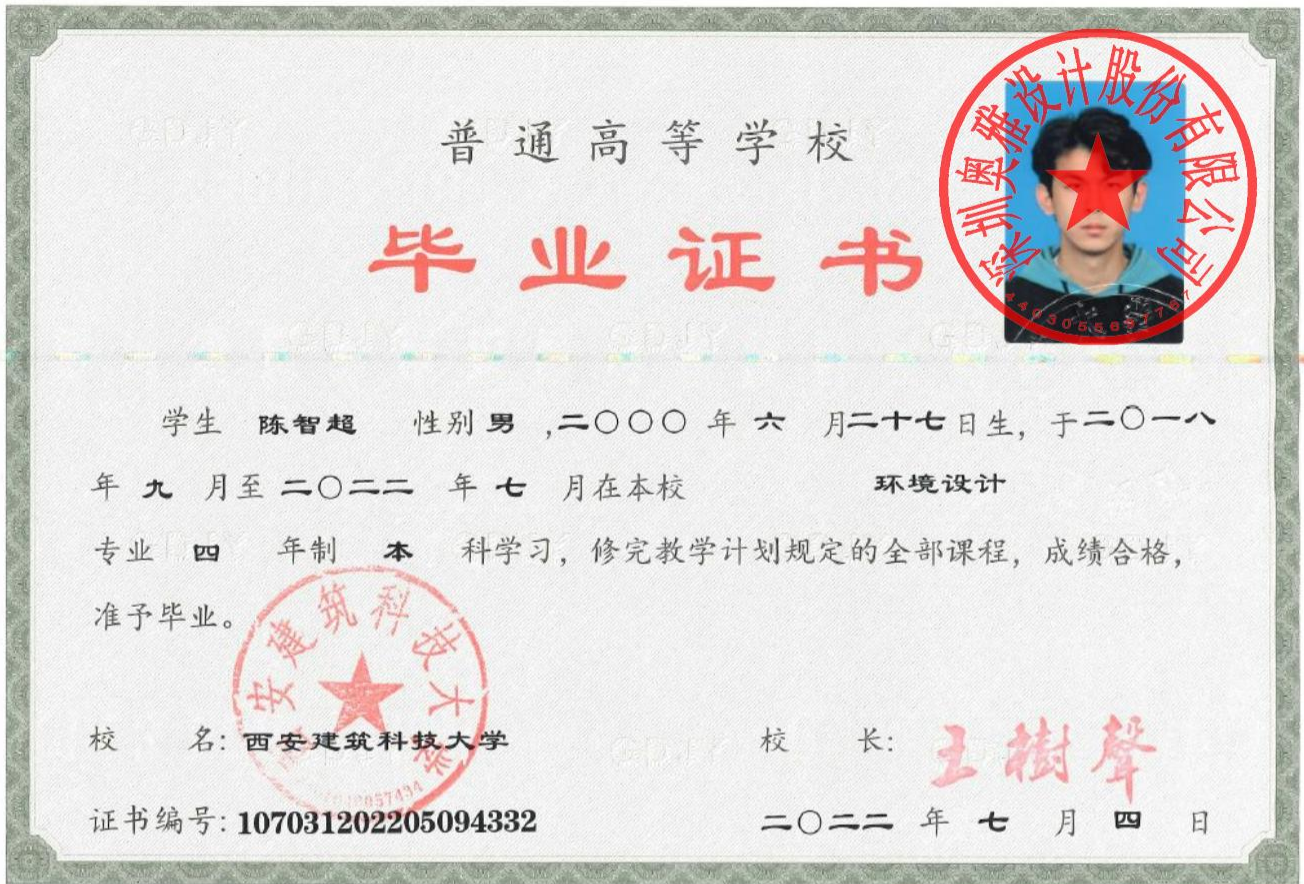 普通高等学校
毕业证书
深圳奥雅设计股份有限公司
学生 陈智超 性别 男 ,二〇〇〇 年 六 月二十七日生，于二〇一八
年 九 月至 二〇二二 年 七 月在本校 环境设计
专业 四 年制 本 科学习，修完教学计划规定的全部课程，成绩合格，
准予毕业。
西安建筑科技大学
校 名: 西安建筑科技大学 校 长: 王樹聲
证书编号: 107031202205094332 二〇二二 年 七 月 四 日